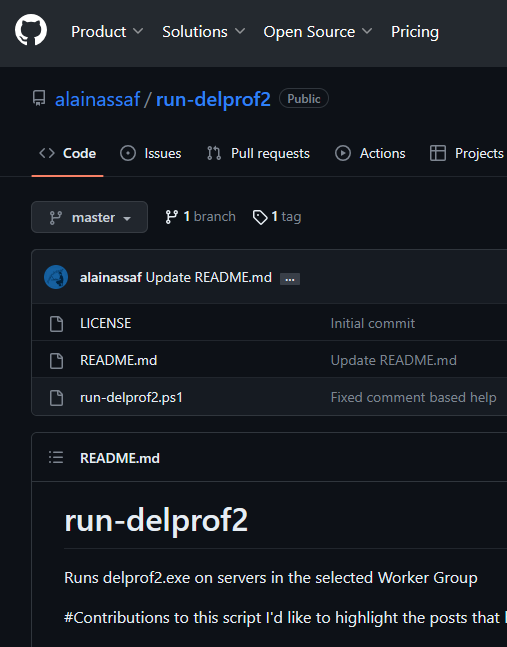 Product Solutions Open Source Pricing
alainassaf / run-delprof2 Public
Code Issues Pull requests Actions Projects
master 1 branch 1 tag
alainassaf Update README.md ...
LICENSE Initial commit
README.md Update README.md
run-delprof2.ps1 Fixed comment based help
README.md
run-delprof2
Runs delprof2.exe on servers in the selected Worker Group
#Contributions to this script I'd like to highlight the posts that